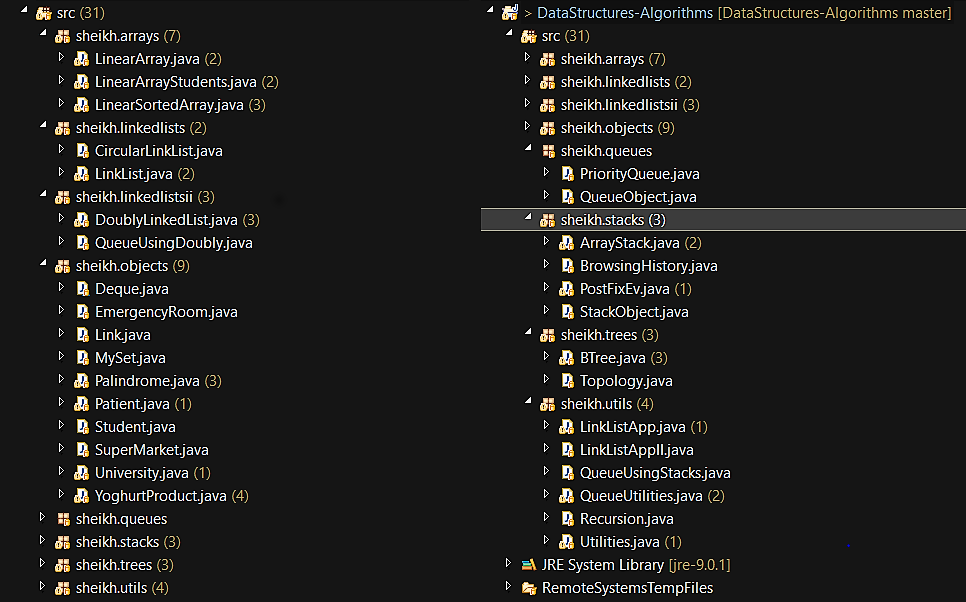 src (31)
sheikh.arrays (7)
LinearArray.java (2)
LinearArrayStudents.java (2)
LinearSortedArray.java (3)
sheikh.linkedlists (2)
CircularLinkList.java
LinkList.java (2)
sheikh.linkedlistsii (3)
DoublyLinkedList.java (3)
QueueUsingDoubly.java
sheikh.objects (9)
Deque.java
EmergencyRoom.java
Link.java
MySet.java
Palindrome.java (3)
Patient.java (1)
Student.java
SuperMarket.java
University.java (1)
YoghurtProduct.java (4)
sheikh.queues
sheikh.stacks (3)
sheikh.trees (3)
sheikh.utils (4)
> DataStructures-Algorithms [DataStructures-Algorithms master]
src (31)
sheikh.arrays (7)
sheikh.linkedlists (2)
sheikh.linkedlistsii (3)
sheikh.objects (9)
sheikh.queues
PriorityQueue.java
QueueObject.java
sheikh.stacks (3)
ArrayStack.java (2)
BrowsingHistory.java
PostFixEv.java (1)
StackObject.java
sheikh.trees (3)
BTree.java (3)
Topology.java
sheikh.utils (4)
LinkListApp.java (1)
LinkListAppII.java
QueueUsingStacks.java
QueueUtilities.java (2)
Recursion.java
Utilities.java (1)
JRE System Library [jre-9.0.1]
RemoteSystemsTempFiles